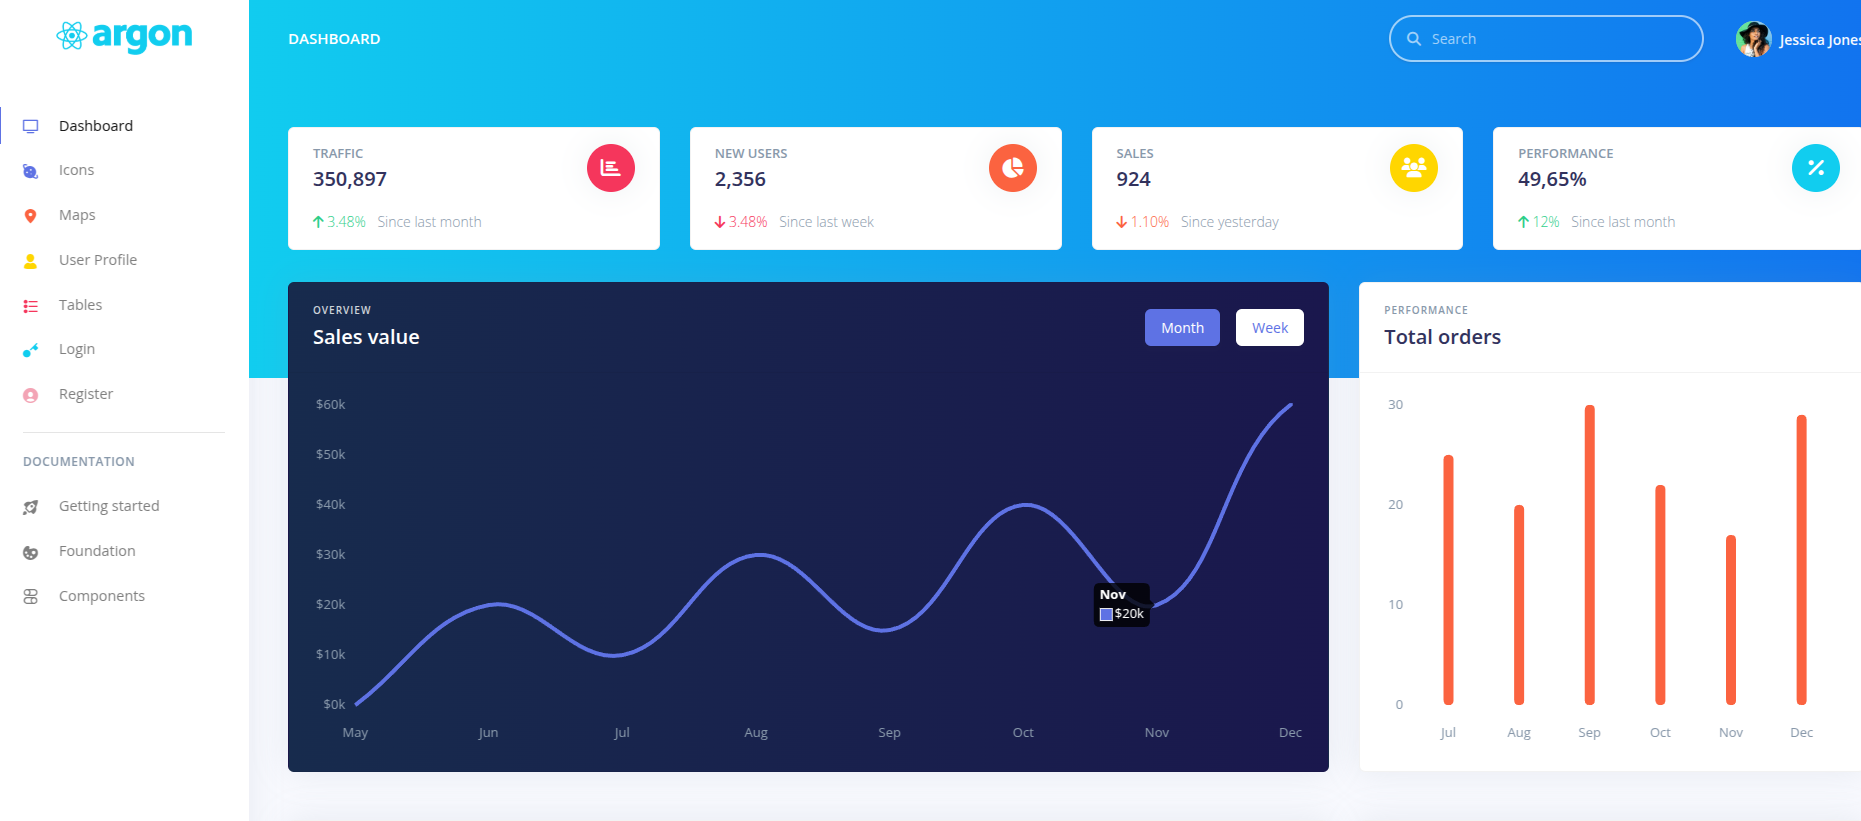 argon
Dashboard
Icons
Maps
User Profile
Tables
Login
Register
DOCUMENTATION
Getting started
Foundation
Components
DASHBOARD
Search
Jessica Jones
TRAFFIC
350,897
3.48% Since last month
NEW USERS
2,356
3.48% Since last week
SALES
924
1.10% Since yesterday
PERFORMANCE
49,65%
12% Since last month
OVERVIEW
Sales value
Month
Week
$60k
$50k
$40k
$30k
$20k
$10k
$0k
Nov
$20k
May Jun Jul Aug Sep Oct Nov Dec
PERFORMANCE
Total orders
30
20
10
0
Jul Aug Sep Oct Nov Dec